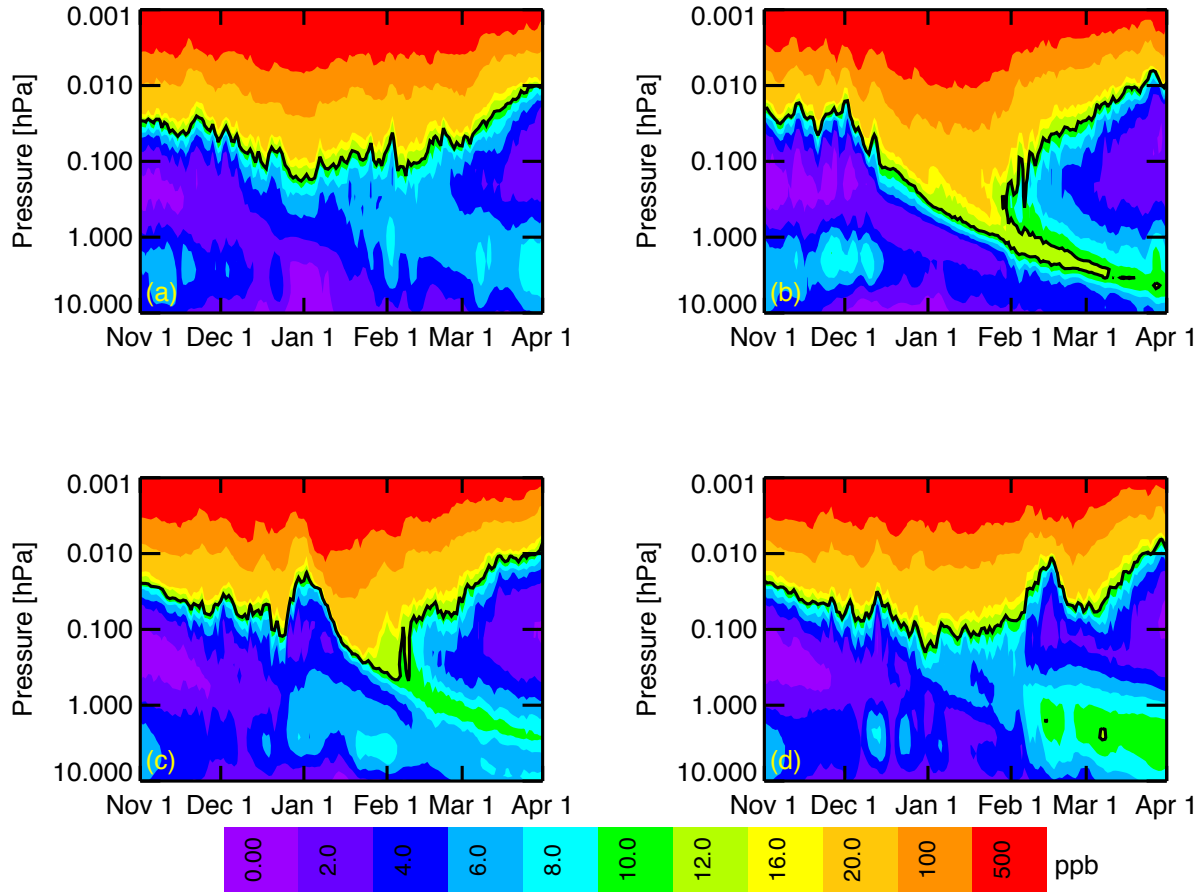 0.001
0.010
0.100
1.000
10.000
Pressure [hPa]
(a)
Nov 1 Dec 1 Jan 1 Feb 1 Mar 1 Apr 1
0.001
0.010
0.100
1.000
10.000
Pressure [hPa]
(b)
Nov 1 Dec 1 Jan 1 Feb 1 Mar 1 Apr 1
0.001
0.010
0.100
1.000
10.000
Pressure [hPa]
(c)
Nov 1 Dec 1 Jan 1 Feb 1 Mar 1 Apr 1
0.001
0.010
0.100
1.000
10.000
Pressure [hPa]
(d)
Nov 1 Dec 1 Jan 1 Feb 1 Mar 1 Apr 1
0.00 2.0 4.0 6.0 8.0 10.0 12.0 16.0 20.0 100 500 ppb